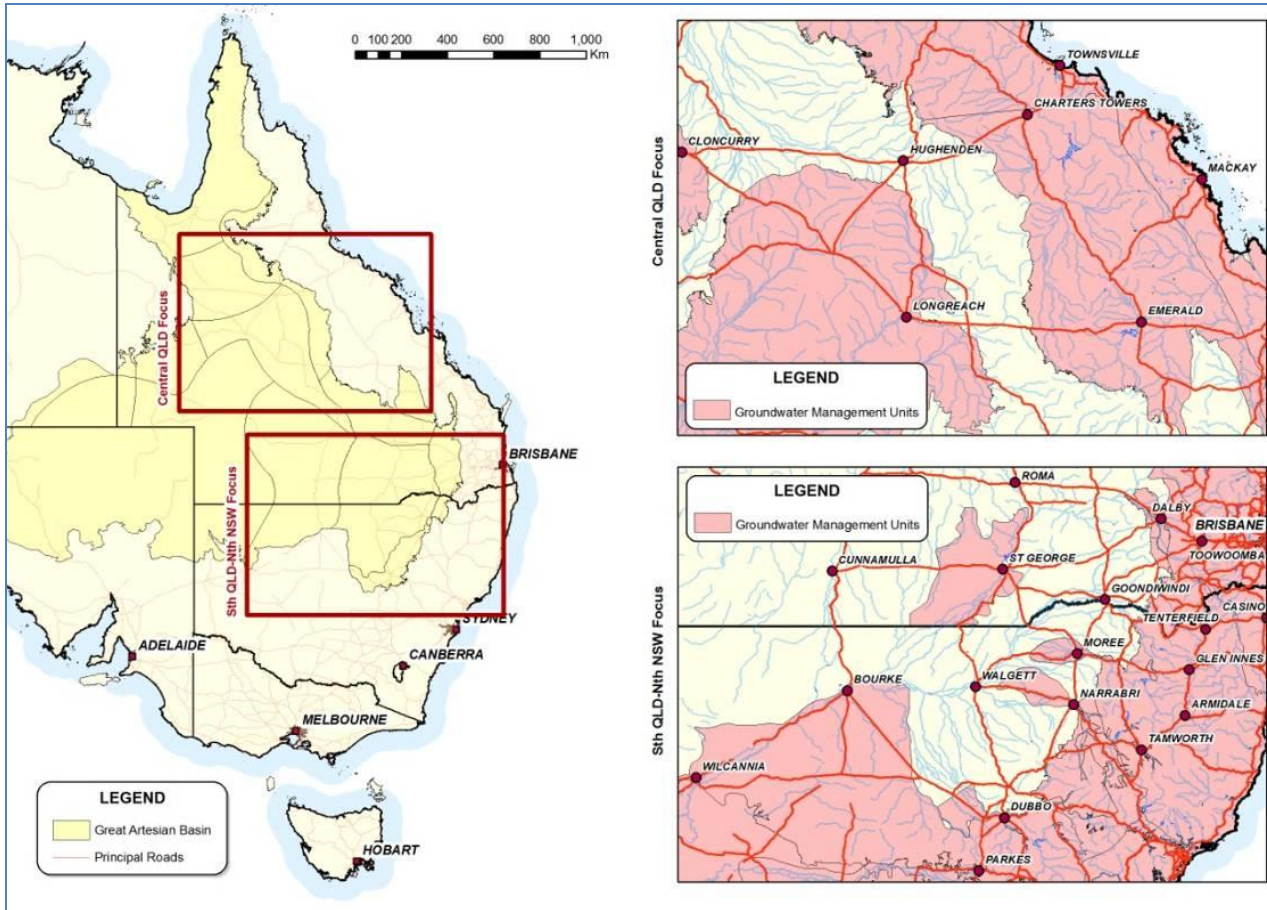 0 100 200 400 600 800 1,000
Km
Central QLD Focus
Sth QLD-Nth NSW Focus
BRISBANE
SYDNEY
ADELAIDE
CANBERRA
MELBOURNE
HOBART
LEGEND
Great Artesian Basin
Principal Roads
Central QLD Focus
TOWNSVILLE
CHARTERS TOWERS
CLONCURRY
HUGHENDEN
MACKAY
LONGREACH
EMERALD
LEGEND
Groundwater Management Units
Sth QLD-Nth NSW Focus
LEGEND
Groundwater Management Units
ROMA
DALBY
BRISBANE
TOOWOOMBA
CUNNAMULLA
ST GEORGE
GOONDIWINDI
CASINO
TENTERFIELD
MOREE
GLEN INNES
BOURKE
WALGETT
NARRABRI
ARMIDALE
TAMWORTH
WILCANNIA
DUBBO
PARKES